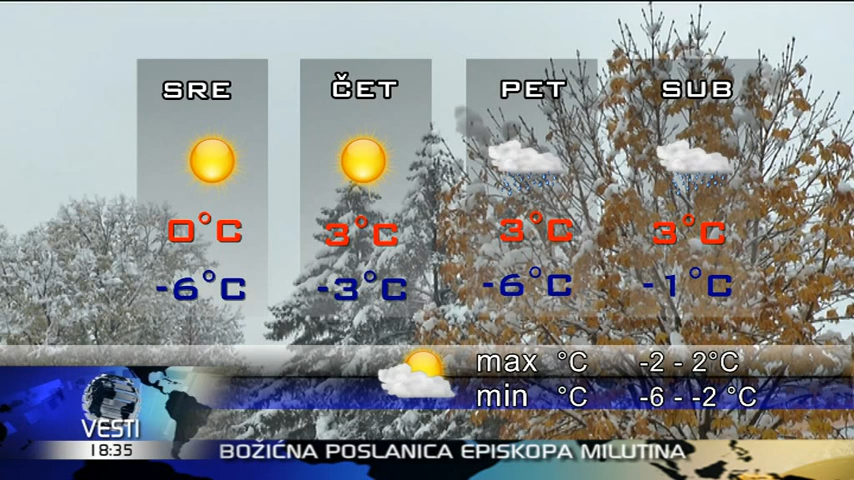 SRE ČET PET SUB
0°C 3°C 3°C 3°C
-6°C -3°C -6°C -1°C
max °C -2 - 2°C
min °C -6 - -2 °C
VESTI
18:35 BOŽIĆNA POSLANICA EPISKOPA MILUTINA